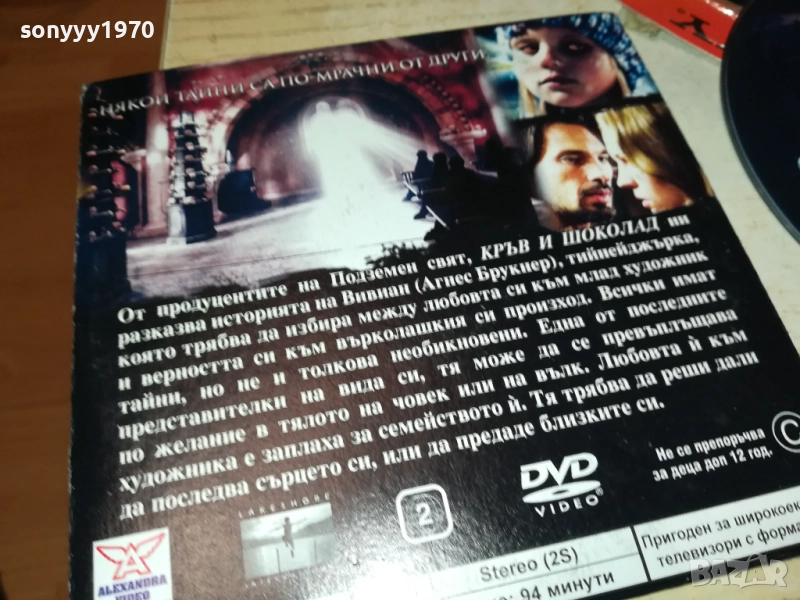 sonyyy1970
НЯКОИ ТАЙНИ СА ПО-МРАЧНИ ОТ ДРУГИ
От продуцентите на Подземен свят, КРЪВ И ШОКОЛАД ни
разказва историята на Вивиан (Агнес Брукнер), тийнейджърка,
която трябва да избира между любовта си към млад художник
и верността си към върколашкия си произход. Всички имат
тайни, но не и толкова необикновени. Една от последните
представителки на вида си, тя може да се превъплъщава
по желание в тялото на човек или на вълк. Любовта ѝ към
художника е заплаха за семейството ѝ. Тя трябва да реши дали
да последва сърцето си, или да предаде близките си.
LAKESHORE
2
DVD
VIDEO
Не се препоръчва
за деца доп 12 год.
C
ALEXANDRA
VIDEO
Stereo (2S)
94 минути
Пригоден за широкоек
телевизори с форма
BAZAR